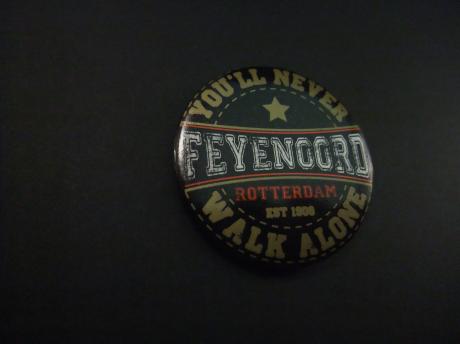 YOU'LL NEVER
FEYENOORD
ROTTERDAM
EST 1908
WALK ALONE